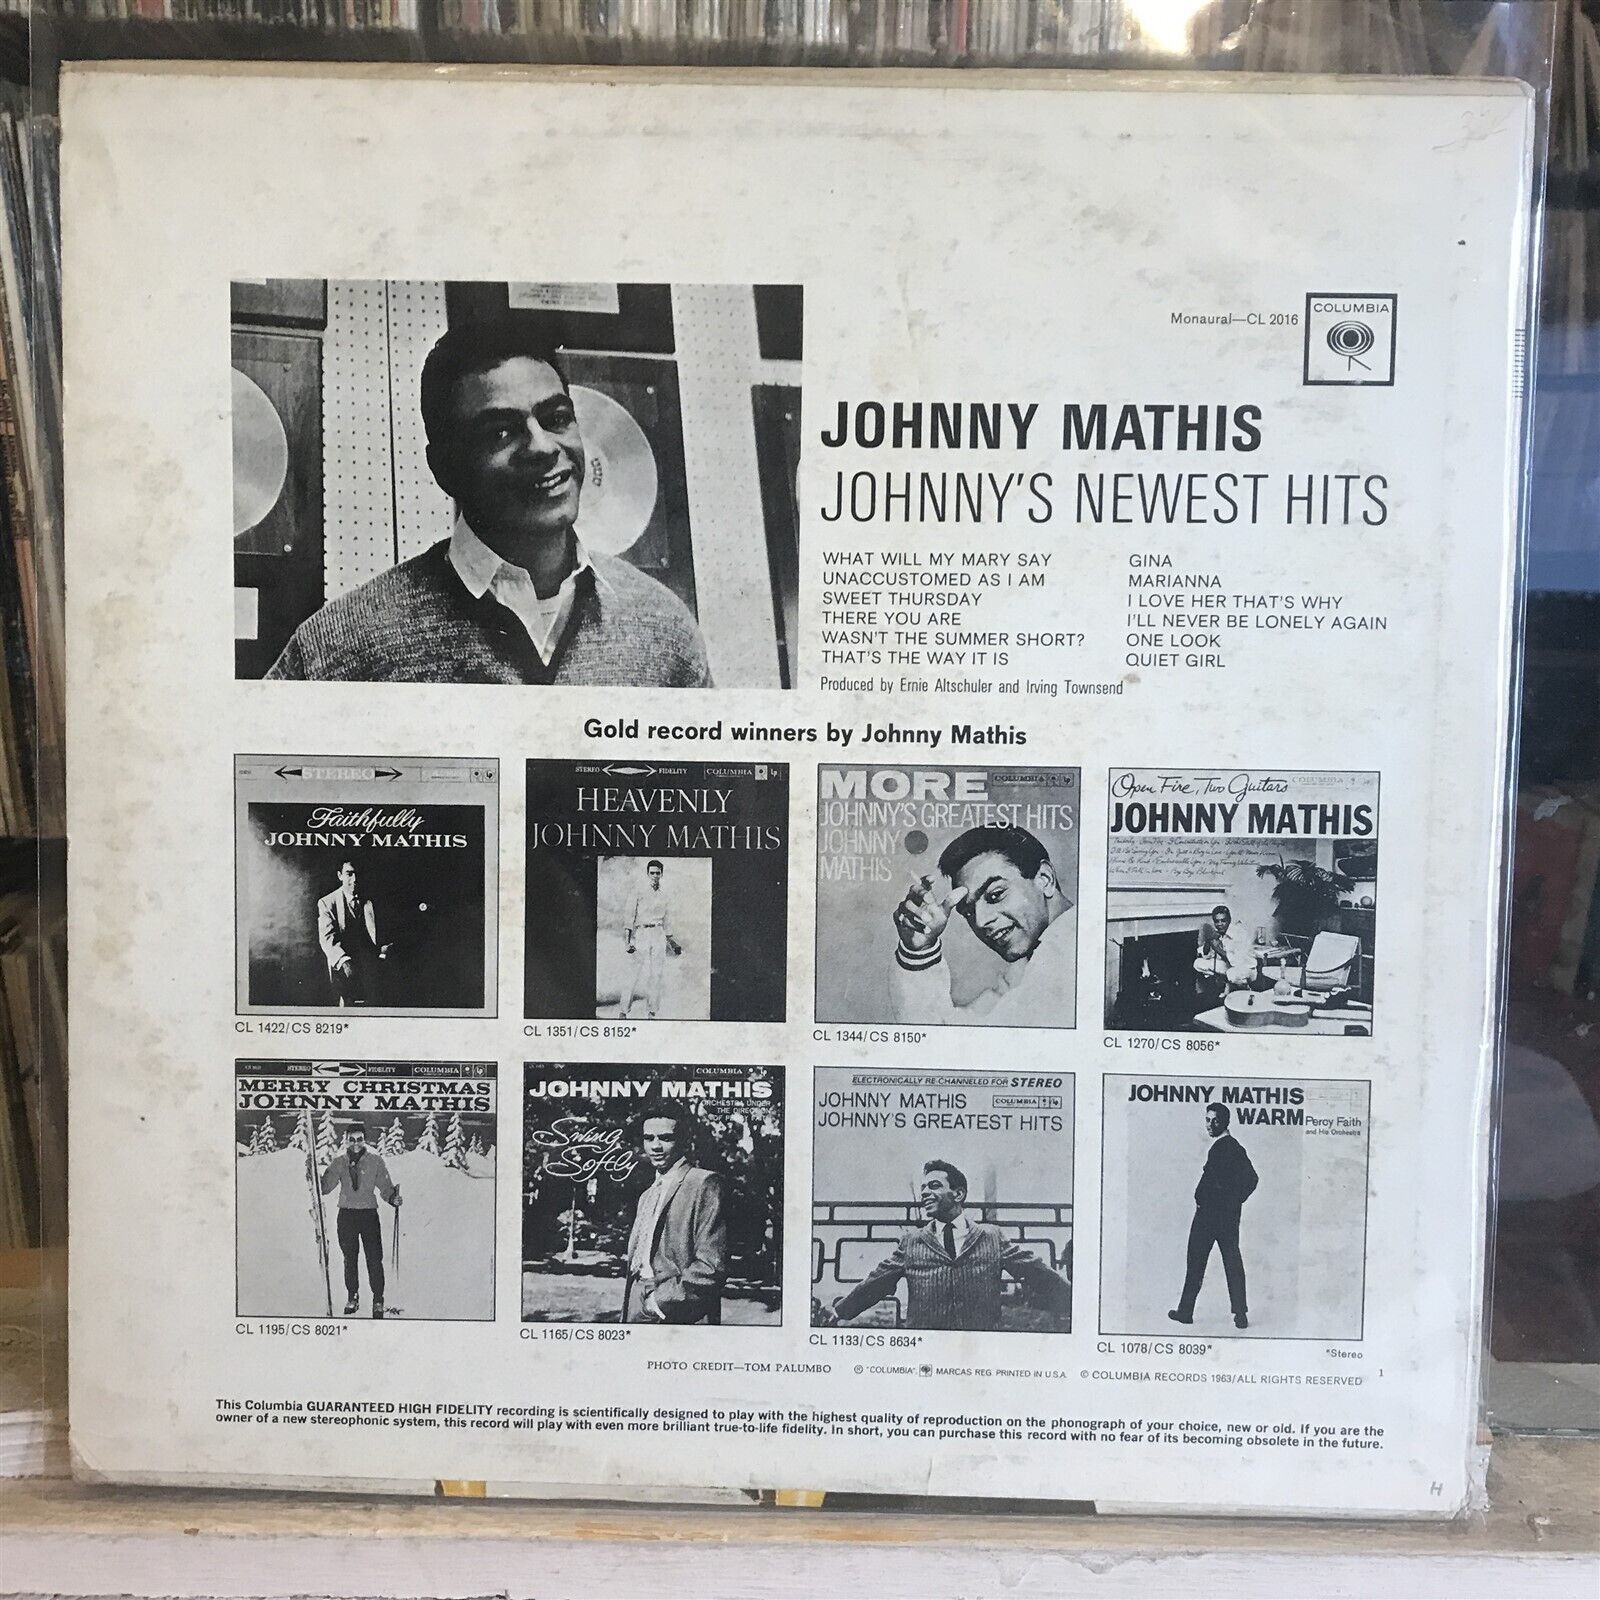 Monaural—CL 2016
COLUMBIA
JOHNNY MATHIS
JOHNNY'S NEWEST HITS
WHAT WILL MY MARY SAY
UNACCUSTOMED AS I AM
SWEET THURSDAY
THERE YOU ARE
WASN'T THE SUMMER SHORT?
THAT'S THE WAY IT IS
GINA
MARIANNA
I LOVE HER THAT'S WHY
I'LL NEVER BE LONELY AGAIN
ONE LOOK
QUIET GIRL
Produced by Ernie Altschuler and Irving Townsend
Gold record winners by Johnny Mathis
STEREO
Faithfully
JOHNNY MATHIS
CL 1422/CS 8219*
STEREO FIDELITY COLUMBIA
HEAVENLY
JOHNNY MATHIS
CL 1351/CS 8152*
MORE COLUMBIA
JOHNNY'S GREATEST HITS
JOHNNY
MATHIS
CL 1344/CS 8150*
Open Fire, Two Guitars COLUMBIA
JOHNNY MATHIS
CL 1270/CS 8056*
STEREO FIDELITY COLUMBIA
MERRY CHRISTMAS
JOHNNY MATHIS
CL 1195/CS 8021*
COLUMBIA
JOHNNY MATHIS
ORCHESTRA UNDER
THE DIRECTION
OF PERCY FAITH
Swing
Softly
CL 1165/CS 8023*
ELECTRONICALLY RE-CHANNELED FOR STEREO
JOHNNY MATHIS COLUMBIA
JOHNNY'S GREATEST HITS
CL 1133/CS 8634*
JOHNNY MATHIS
WARM Percy Faith
and His Orchestra
CL 1078/CS 8039*
*Stereo
PHOTO CREDIT—TOM PALUMBO ® "COLUMBIA", MARCAS REG. PRINTED IN U.S.A. © COLUMBIA RECORDS 1963/ALL RIGHTS RESERVED 1
This Columbia GUARANTEED HIGH FIDELITY recording is scientifically designed to play with the highest quality of reproduction on the phonograph of your choice, new or old. If you are the
owner of a new stereophonic system, this record will play with even more brilliant true-to-life fidelity. In short, you can purchase this record with no fear of its becoming obsolete in the future.
H